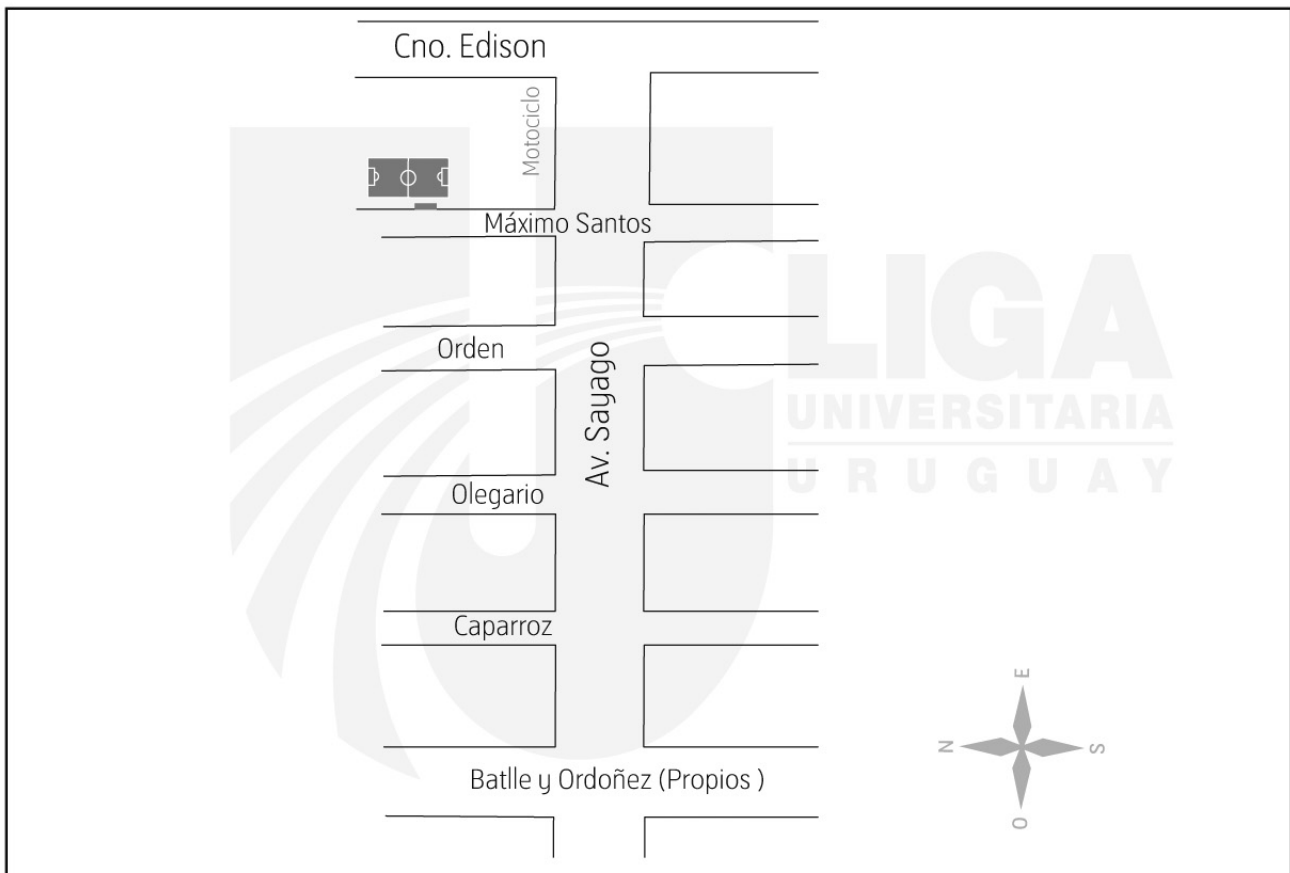 Cno. Edison
Motociclo
Máximo Santos
Orden
Av. Sayago
Olegario
Caparroz
Batlle y Ordoñez (Propios )
LIGA
UNIVERSITARIA
URUGUAY
E
N
S
O